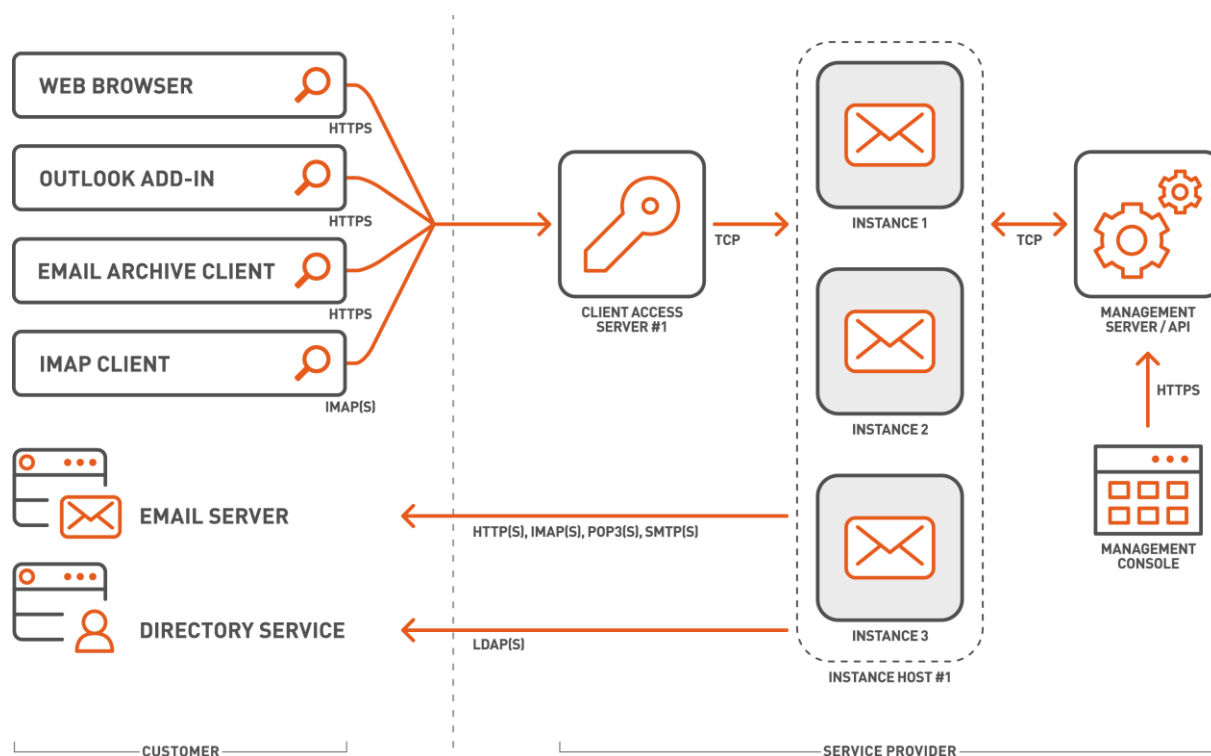 WEB BROWSER
HTTPS
OUTLOOK ADD-IN
HTTPS
EMAIL ARCHIVE CLIENT
HTTPS
IMAP CLIENT
IMAP(S)
EMAIL SERVER
DIRECTORY SERVICE
CUSTOMER
CLIENT ACCESS
SERVER #1
TCP
HTTP(S), IMAP(S), POP3(S), SMTP(S)
LDAP(S)
INSTANCE 1
INSTANCE 2
INSTANCE 3
INSTANCE HOST #1
TCP
MANAGEMENT
SERVER / API
HTTPS
MANAGEMENT
CONSOLE
SERVICE PROVIDER